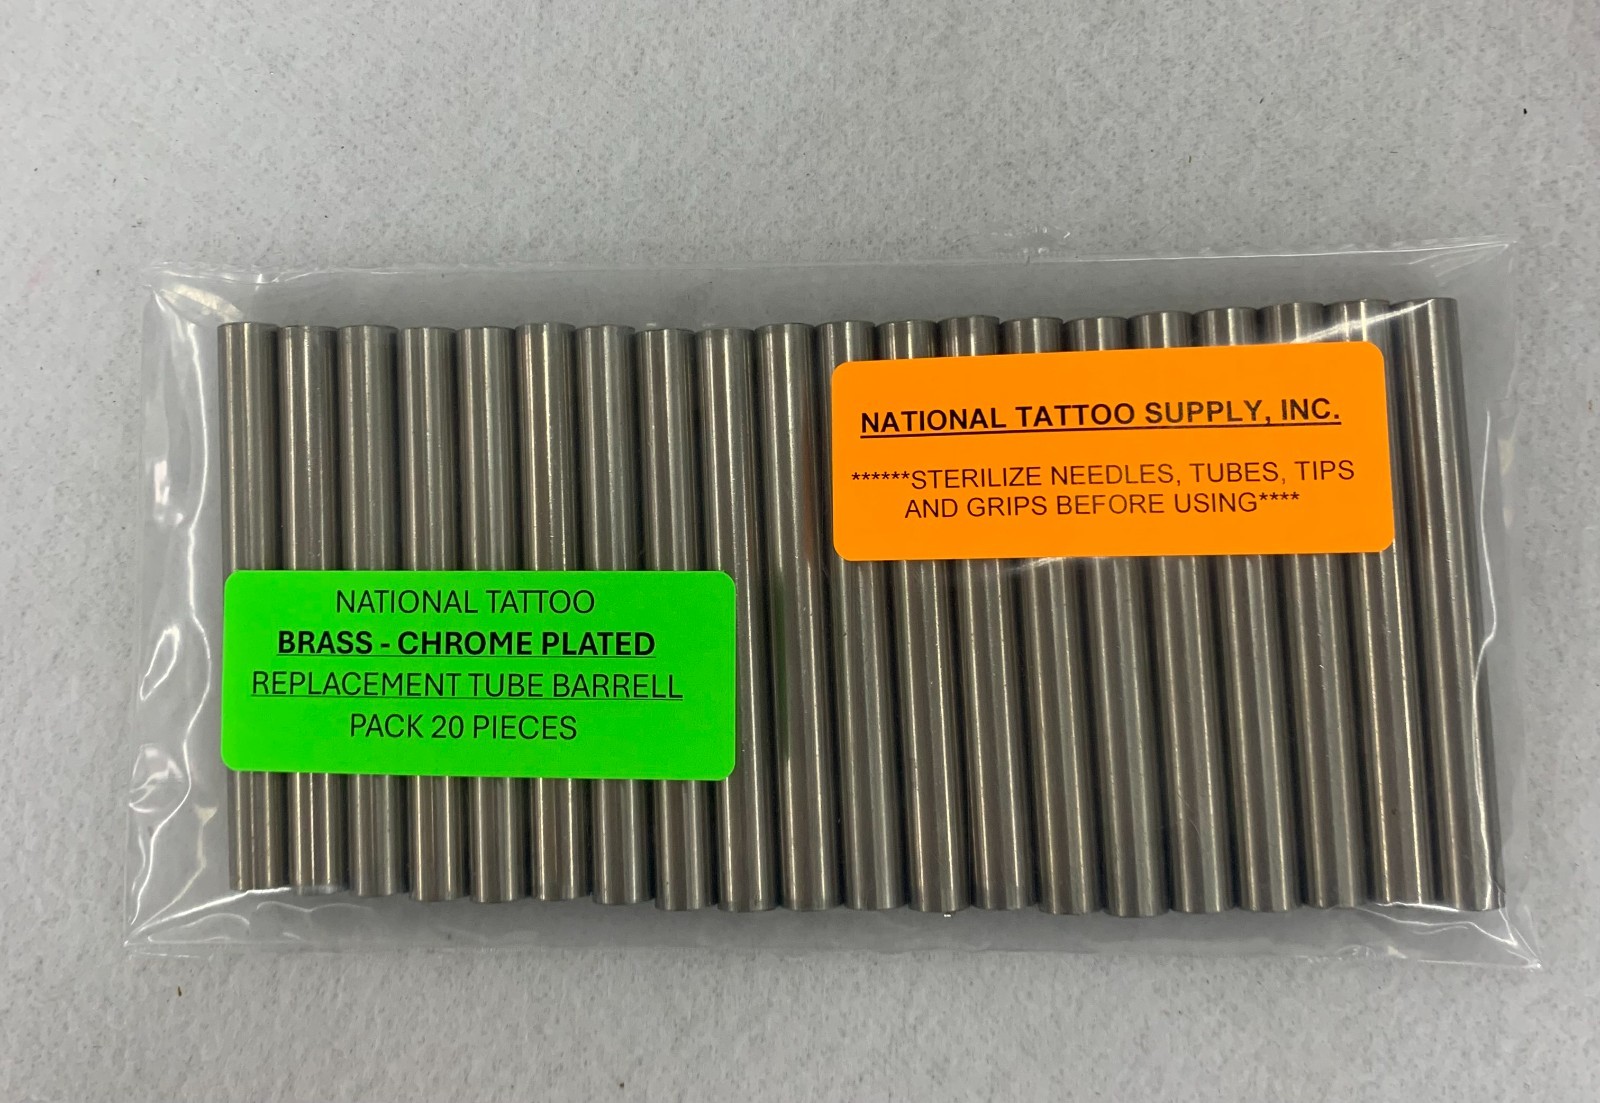 NATIONAL TATTOO SUPPLY, INC.
******STERILIZE NEEDLES, TUBES, TIPS
AND GRIPS BEFORE USING****
NATIONAL TATTOO
BRASS - CHROME PLATED
REPLACEMENT TUBE BARRELL
PACK 20 PIECES